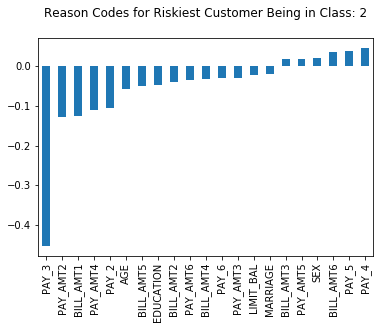 Reason Codes for Riskiest Customer Being in Class: 2
0.0
−0.1
−0.2
−0.3
−0.4
PAY_3
PAY_AMT2
BILL_AMT1
PAY_AMT4
PAY_2
AGE
BILL_AMT5
EDUCATION
BILL_AMT2
PAY_AMT6
BILL_AMT4
PAY_6
PAY_AMT3
LIMIT_BAL
MARRIAGE
BILL_AMT3
PAY_AMT5
SEX
BILL_AMT6
PAY_5
PAY_4